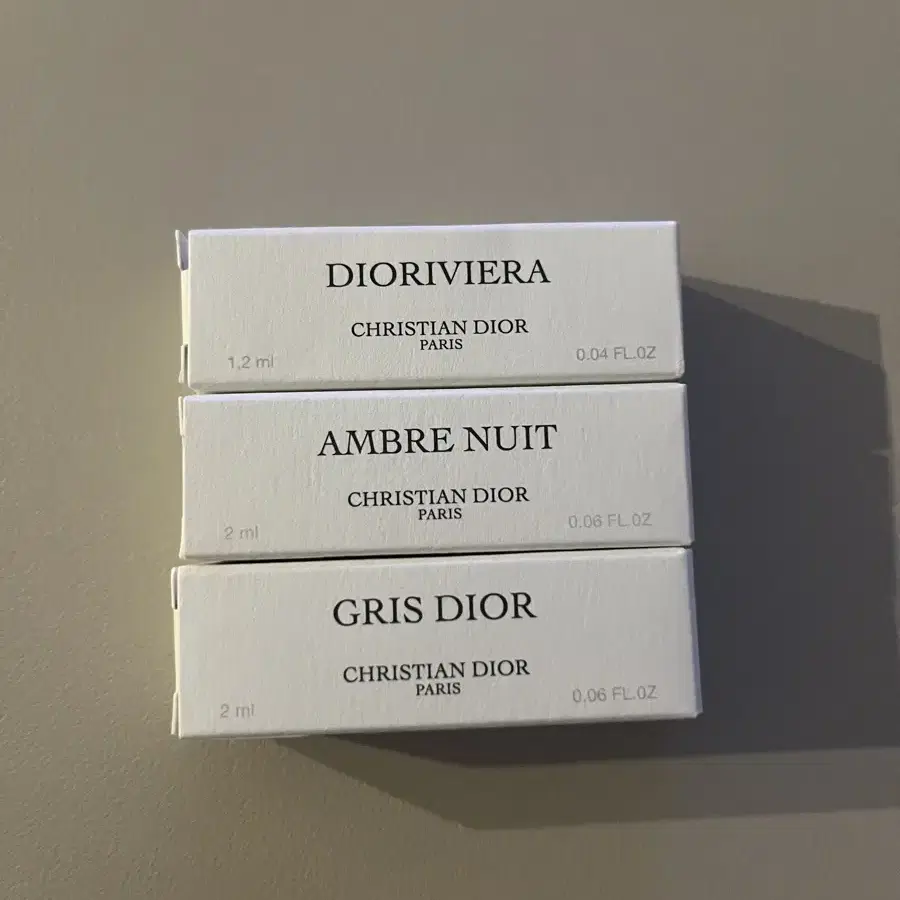 DIORIVIERA
CHRISTIAN DIOR
PARIS
1,2 ml
0.04 FL.OZ
AMBRE NUIT
CHRISTIAN DIOR
PARIS
2 ml
0.06 FL.OZ
GRIS DIOR
CHRISTIAN DIOR
PARIS
2 ml
0.06 FL.OZ